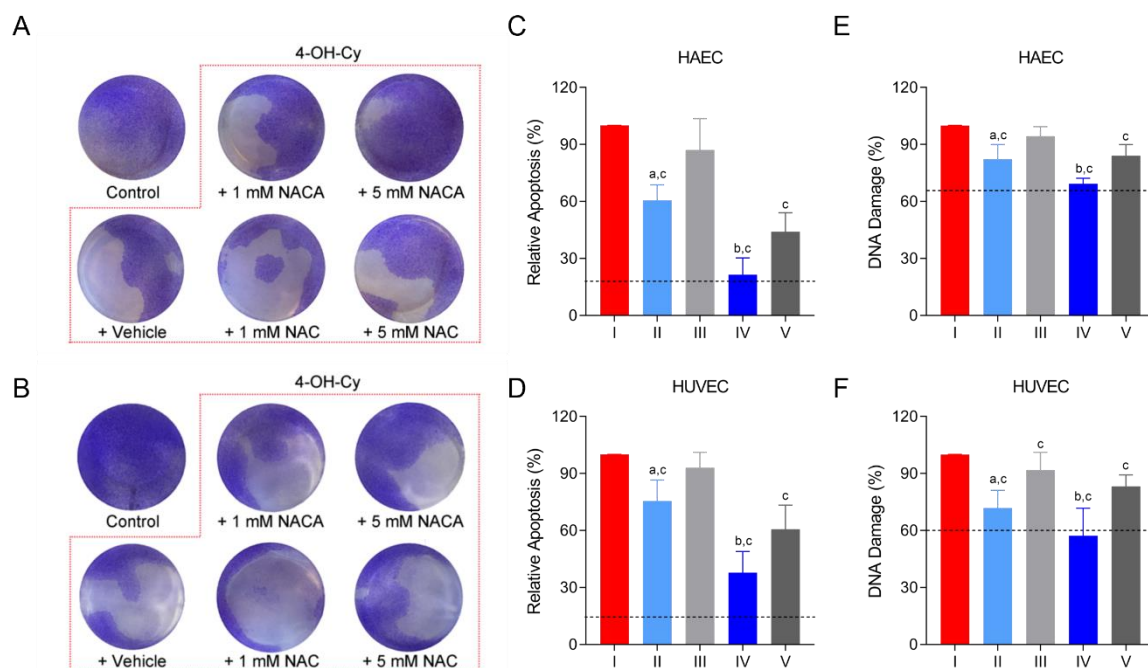 A
4-OH-Cy
Control
+ 1 mM NACA
+ 5 mM NACA
+ Vehicle
+ 1 mM NAC
+ 5 mM NAC
B
4-OH-Cy
Control
+ 1 mM NACA
+ 5 mM NACA
+ Vehicle
+ 1 mM NAC
+ 5 mM NAC
C
HAEC
Relative Apoptosis (%)
120
90
60
30
0
a,c
b,c
c
I II III IV V
D
HUVEC
Relative Apoptosis (%)
120
90
60
30
0
a,c
b,c
c
I II III IV V
E
HAEC
DNA Damage (%)
120
90
60
30
0
a,c
b,c
c
I II III IV V
F
HUVEC
DNA Damage (%)
120
90
60
30
0
a,c
c
b,c
c
I II III IV V